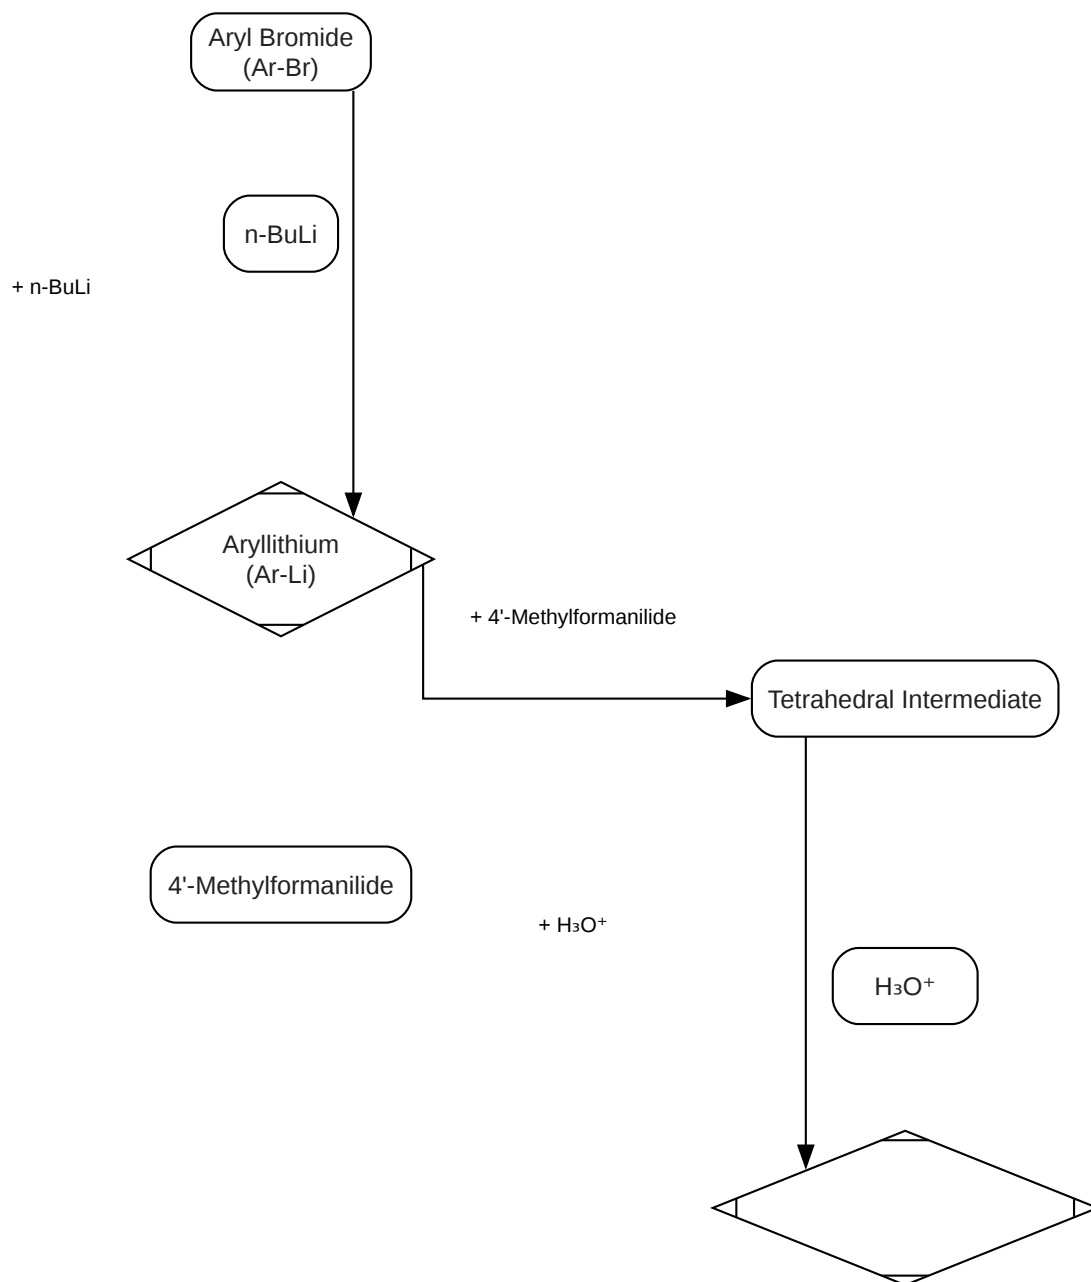 Aryl Bromide
(Ar-Br)
n-BuLi
+ n-BuLi
Aryllithium
(Ar-Li)
+ 4'-Methylformanilide
Tetrahedral Intermediate
4'-Methylformanilide
+ H₃O⁺
H₃O⁺